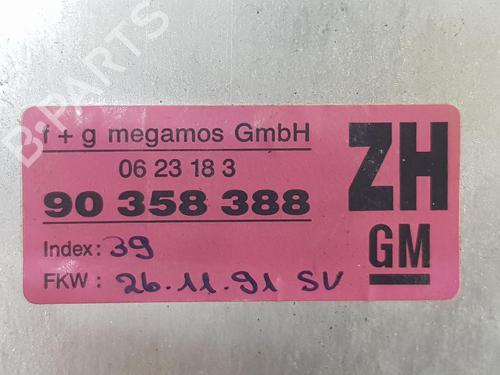 B-PARTS
f + g megamos GmbH
06 23 18 3
90 358 388
Index: 39
FKW: 26.11.91 SV
ZH
GM